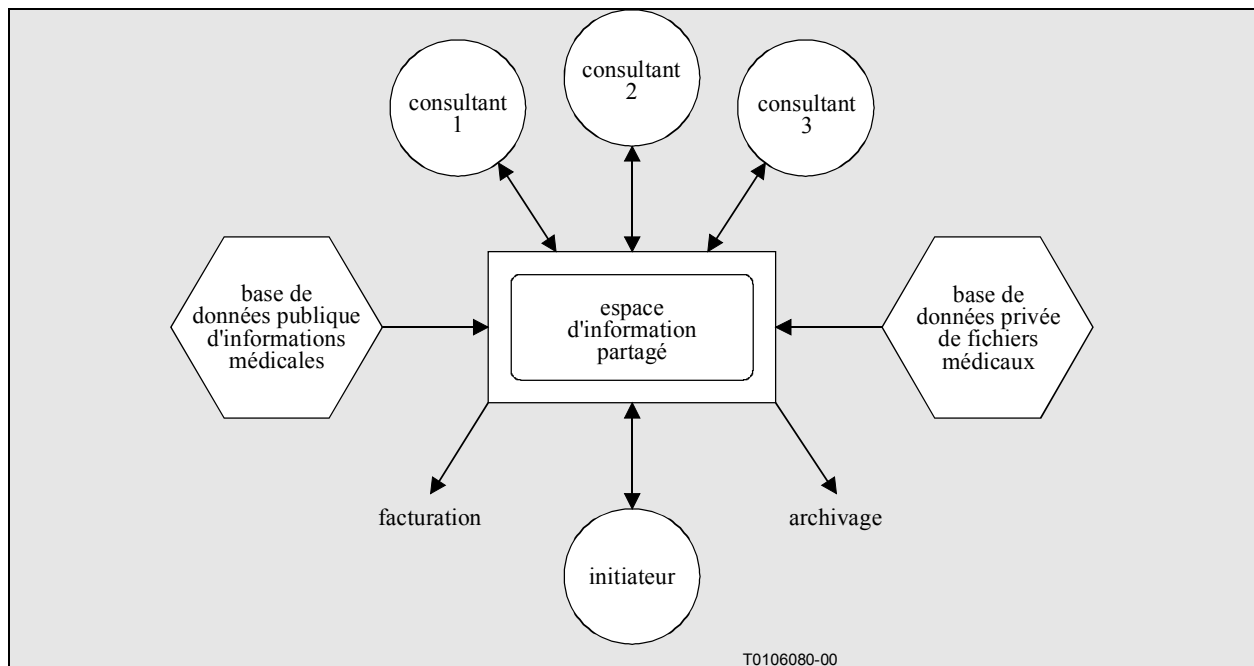 consultant
1
consultant
2
consultant
3
base de
données publique
d'informations
médicales
espace
d'information
partagé
base de
données privée
de fichiers
médicaux
facturation
archivage
initiateur
T0106080-00